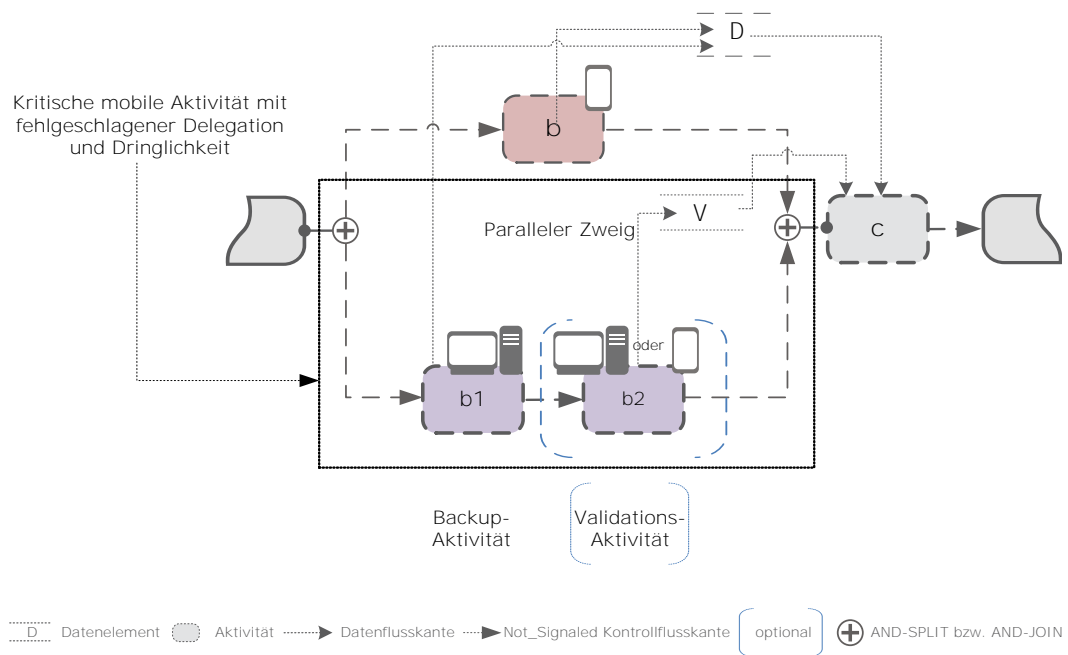 D
Kritische mobile Aktivität mit
fehlgeschlagener Delegation
und Dringlichkeit
b
V
Paralleler Zweig
c
oder
b1
b2
Backup-
Aktivität
Validations-
Aktivität
D Datenelement Aktivität Datenflusskante Not_Signaled Kontrollflusskante optional AND-SPLIT bzw. AND-JOIN